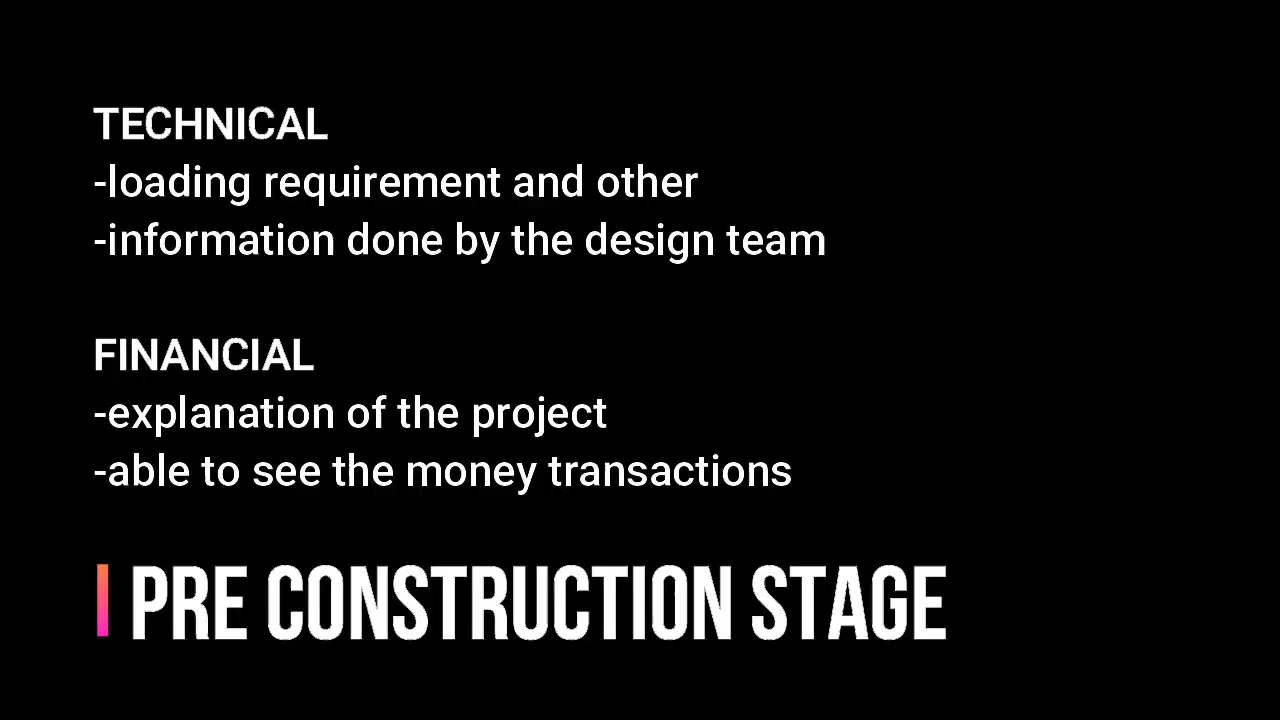 TECHNICAL
-loading requirement and other
-information done by the design team
FINANCIAL
-explanation of the project
-able to see the money transactions
PRE CONSTRUCTION STAGE